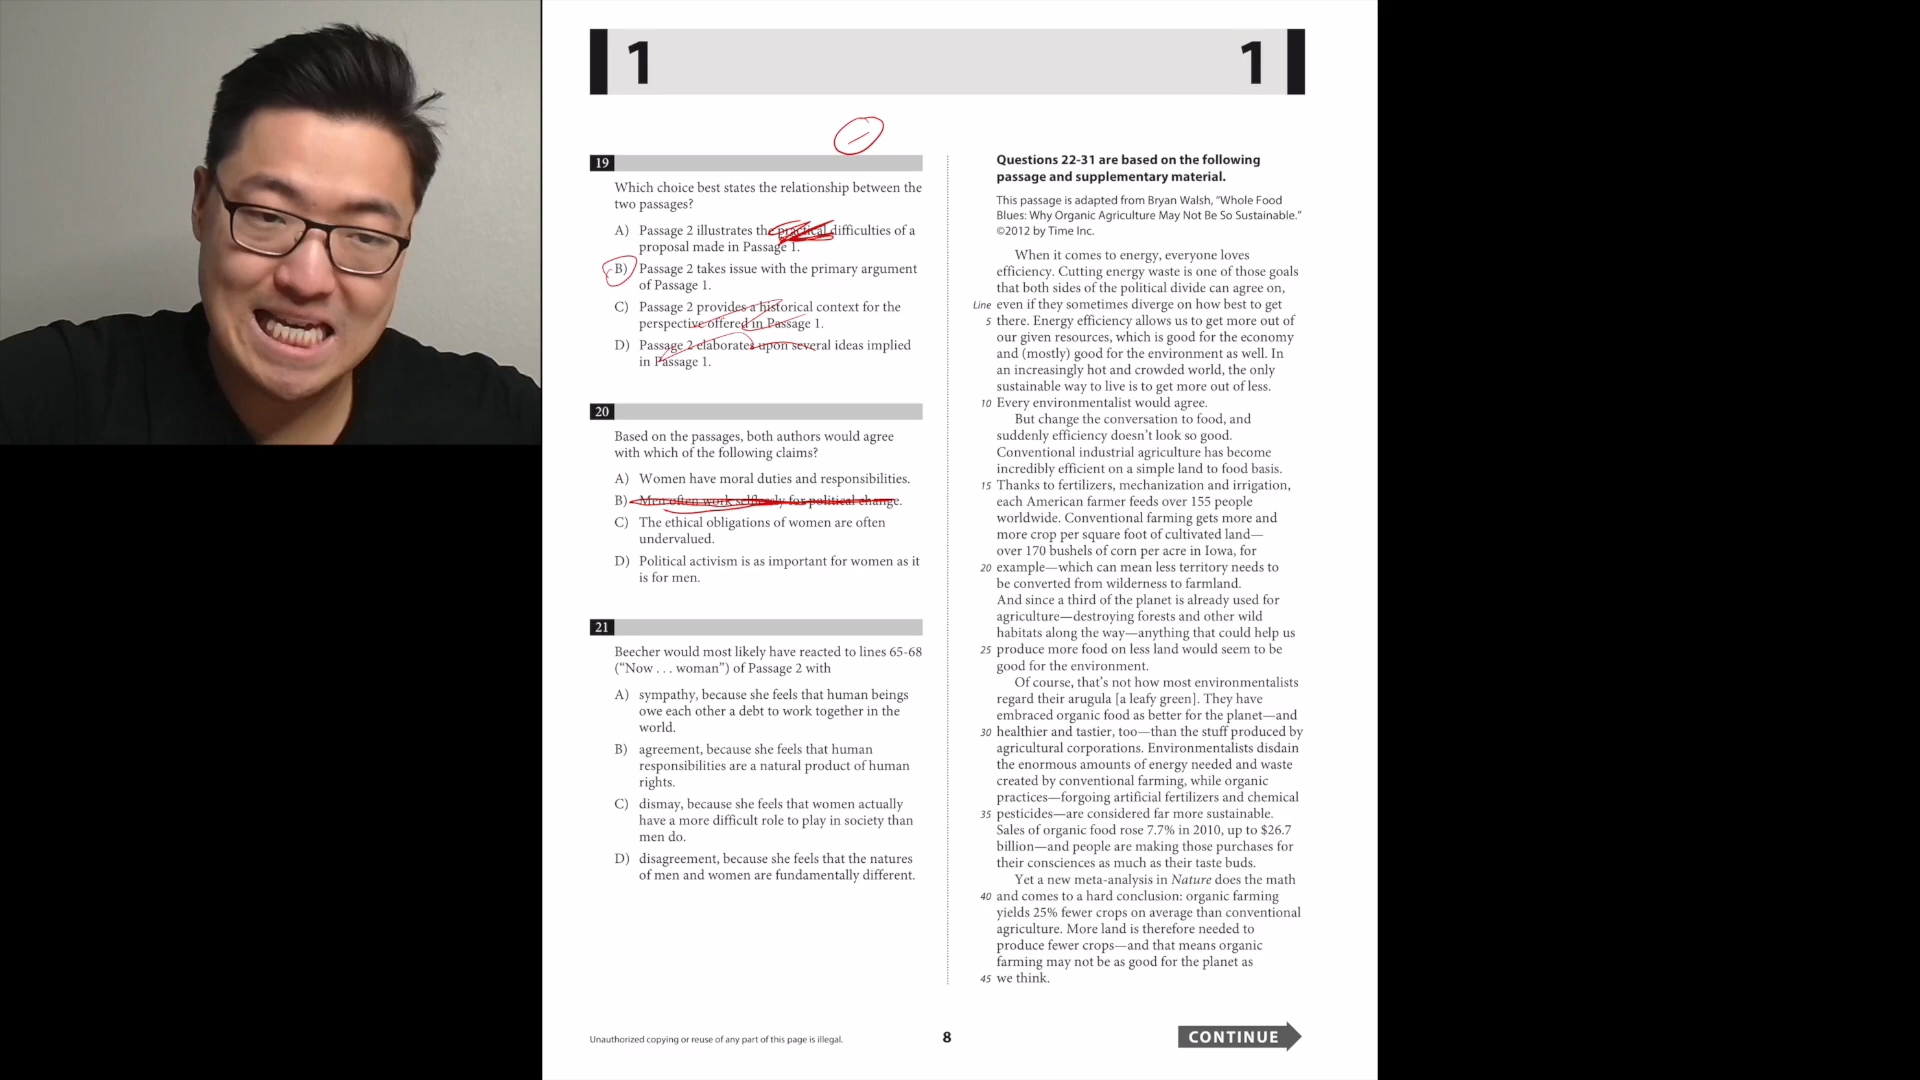 1 1
19
Which choice best states the relationship between the
two passages?
A) Passage 2 illustrates the practical difficulties of a
proposal made in Passage 1.
B) Passage 2 takes issue with the primary argument
of Passage 1.
C) Passage 2 provides a historical context for the
perspective offered in Passage 1.
D) Passage 2 elaborates upon several ideas implied
in Passage 1.
20
Based on the passages, both authors would agree
with which of the following claims?
A) Women have moral duties and responsibilities.
B) Men often work selflessly for political change.
C) The ethical obligations of women are often
undervalued.
D) Political activism is as important for women as it
is for men.
21
Beecher would most likely have reacted to lines 65-68
(“Now . . . woman”) of Passage 2 with
A) sympathy, because she feels that human beings
owe each other a debt to work together in the
world.
B) agreement, because she feels that human
responsibilities are a natural product of human
rights.
C) dismay, because she feels that women actually
have a more difficult role to play in society than
men do.
D) disagreement, because she feels that the natures
of men and women are fundamentally different.
Questions 22-31 are based on the following
passage and supplementary material.
This passage is adapted from Bryan Walsh, “Whole Food
Blues: Why Organic Agriculture May Not Be So Sustainable.”
©2012 by Time Inc.
When it comes to energy, everyone loves
efficiency. Cutting energy waste is one of those goals
that both sides of the political divide can agree on,
Line even if they sometimes diverge on how best to get
5 there. Energy efficiency allows us to get more out of
our given resources, which is good for the economy
and (mostly) good for the environment as well. In
an increasingly hot and crowded world, the only
sustainable way to live is to get more out of less.
10 Every environmentalist would agree.
But change the conversation to food, and
suddenly efficiency doesn’t look so good.
Conventional industrial agriculture has become
incredibly efficient on a simple land to food basis.
15 Thanks to fertilizers, mechanization and irrigation,
each American farmer feeds over 155 people
worldwide. Conventional farming gets more and
more crop per square foot of cultivated land—
over 170 bushels of corn per acre in Iowa, for
20 example—which can mean less territory needs to
be converted from wilderness to farmland.
And since a third of the planet is already used for
agriculture—destroying forests and other wild
habitats along the way—anything that could help us
25 produce more food on less land would seem to be
good for the environment.
Of course, that’s not how most environmentalists
regard their arugula [a leafy green]. They have
embraced organic food as better for the planet—and
30 healthier and tastier, too—than the stuff produced by
agricultural corporations. Environmentalists disdain
the enormous amounts of energy needed and waste
created by conventional farming, while organic
practices—forgoing artificial fertilizers and chemical
35 pesticides—are considered far more sustainable.
Sales of organic food rose 7.7% in 2010, up to $26.7
billion—and people are making those purchases for
their consciences as much as their taste buds.
Yet a new meta-analysis in Nature does the math
40 and comes to a hard conclusion: organic farming
yields 25% fewer crops on average than conventional
agriculture. More land is therefore needed to
produce fewer crops—and that means organic
farming may not be as good for the planet as
45 we think.
Unauthorized copying or reuse of any part of this page is illegal.
8
CONTINUE